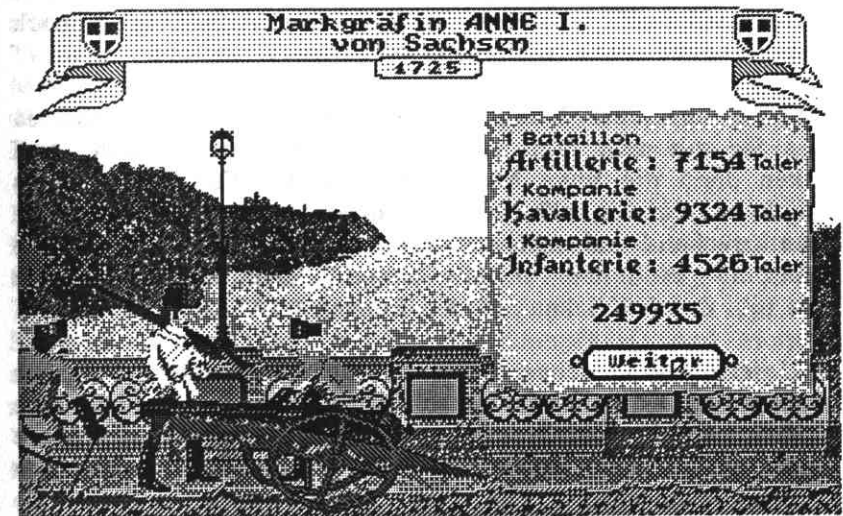 Markgräfin ANNE I.
von Sachsen
1725
1 Bataillon
Artillerie: 7154 Taler
1 Kompanie
Kavallerie: 9324 Taler
1 Kompanie
Infanterie: 4526 Taler
249935
Weiter